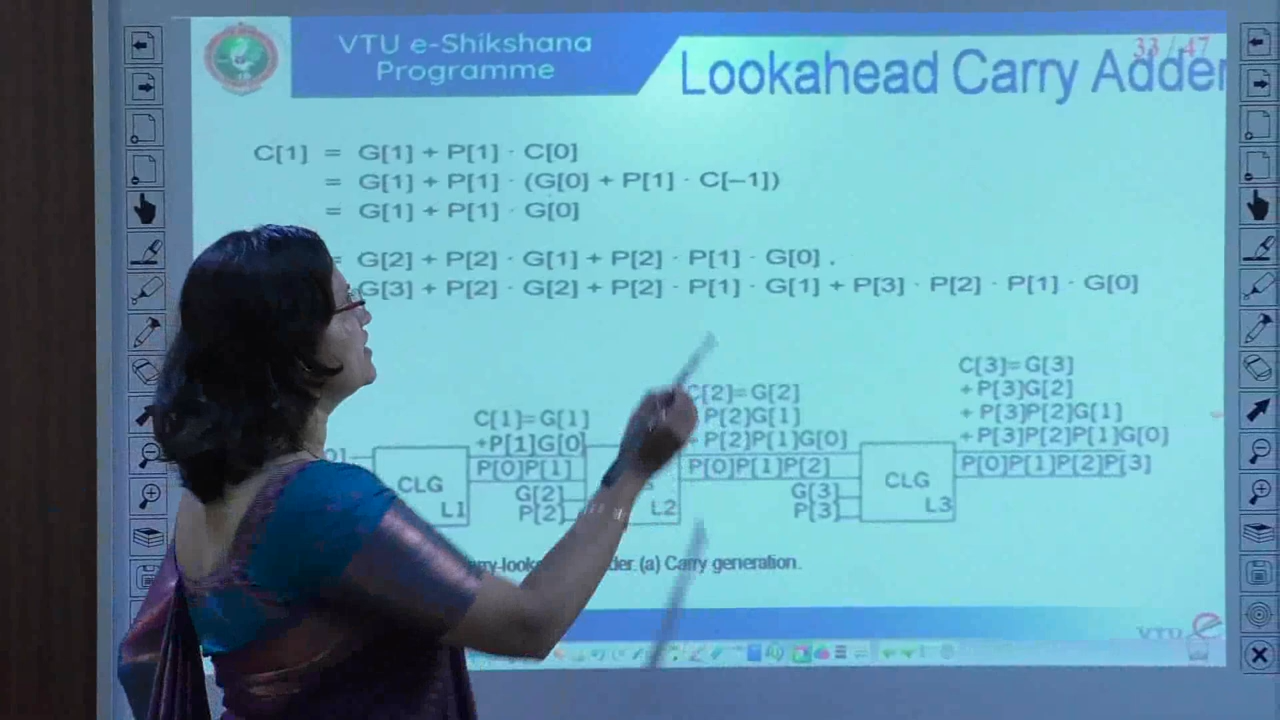 VTU e-Shikshana
Programme
33 / 47
Lookahead Carry Adder
C[1] = G[1] + P[1] · C[0]
= G[1] + P[1] · (G[0] + P[1] · C[–1])
= G[1] + P[1] · G[0]
= G[2] + P[2] · G[1] + P[2] · P[1] · G[0] ,
G[3] + P[2] · G[2] + P[2] · P[1] · G[1] + P[3] · P[2] · P[1] · G[0]
C[1]=G[1]
+P[1]G[0]
P[0]P[1]
CLG
L1
G[2]
P[2]
C[2]=G[2]
P[2]G[1]
+ P[2]P[1]G[0]
P[0]P[1]P[2]
L2
G[3]
P[3]
CLG
L3
C[3]=G[3]
+ P[3]G[2]
+ P[3]P[2]G[1]
+ P[3]P[2]P[1]G[0]
P[0]P[1]P[2]P[3]
(a) Carry generation.
VTU e